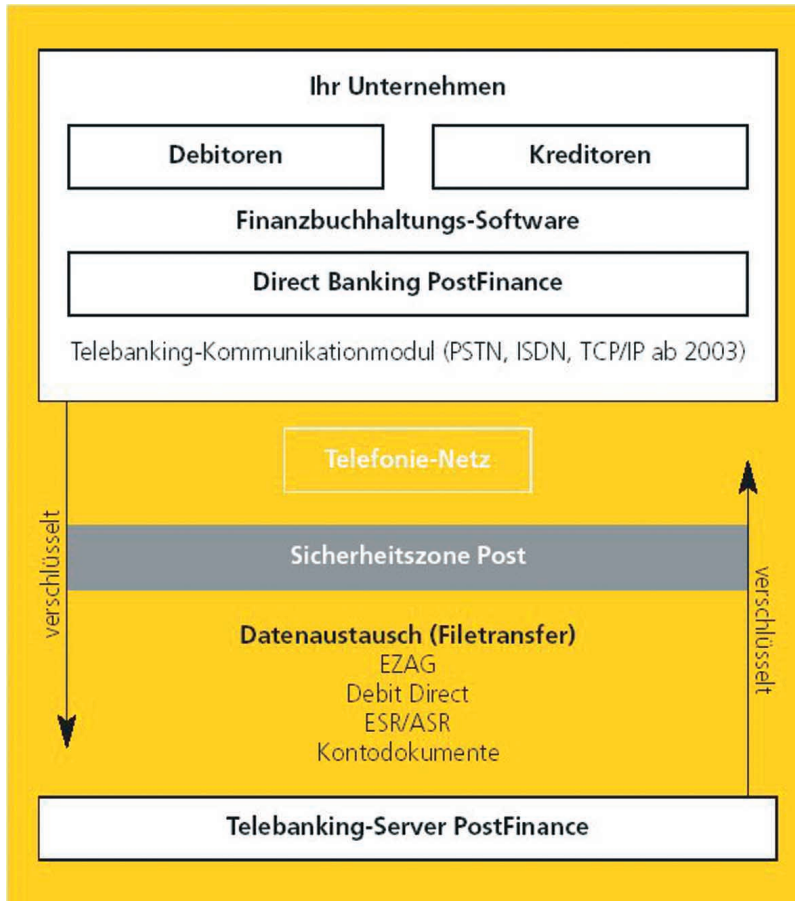 Ihr Unternehmen
Debitoren
Kreditoren
Finanzbuchhaltungs-Software
Direct Banking PostFinance
Telebanking-Kommunikationmodul (PSTN, ISDN, TCP/IP ab 2003)
Telefonie-Netz
verschlüsselt
Sicherheitszone Post
verschlüsselt
Datenaustausch (Filetransfer)
EZAG
Debit Direct
ESR/ASR
Kontodokumente
Telebanking-Server PostFinance